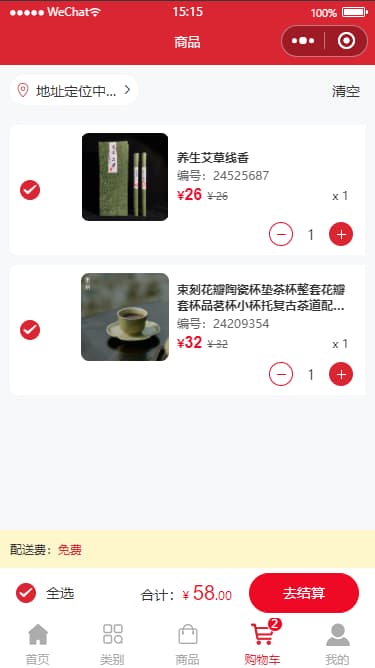 WeChat
15:15
100%
商品
地址定位中...
清空
养生艾草线香
编号：24525687
¥26 ¥ 26
x 1
1
束刻花瓣陶瓷杯垫茶杯整套花瓣
套杯品茗杯小杯托复古茶道配...
编号：24209354
¥32 ¥ 32
x 1
1
配送费：免费
全选
合计：¥ 58.00
去结算
2
首页
类别
商品
购物车
我的